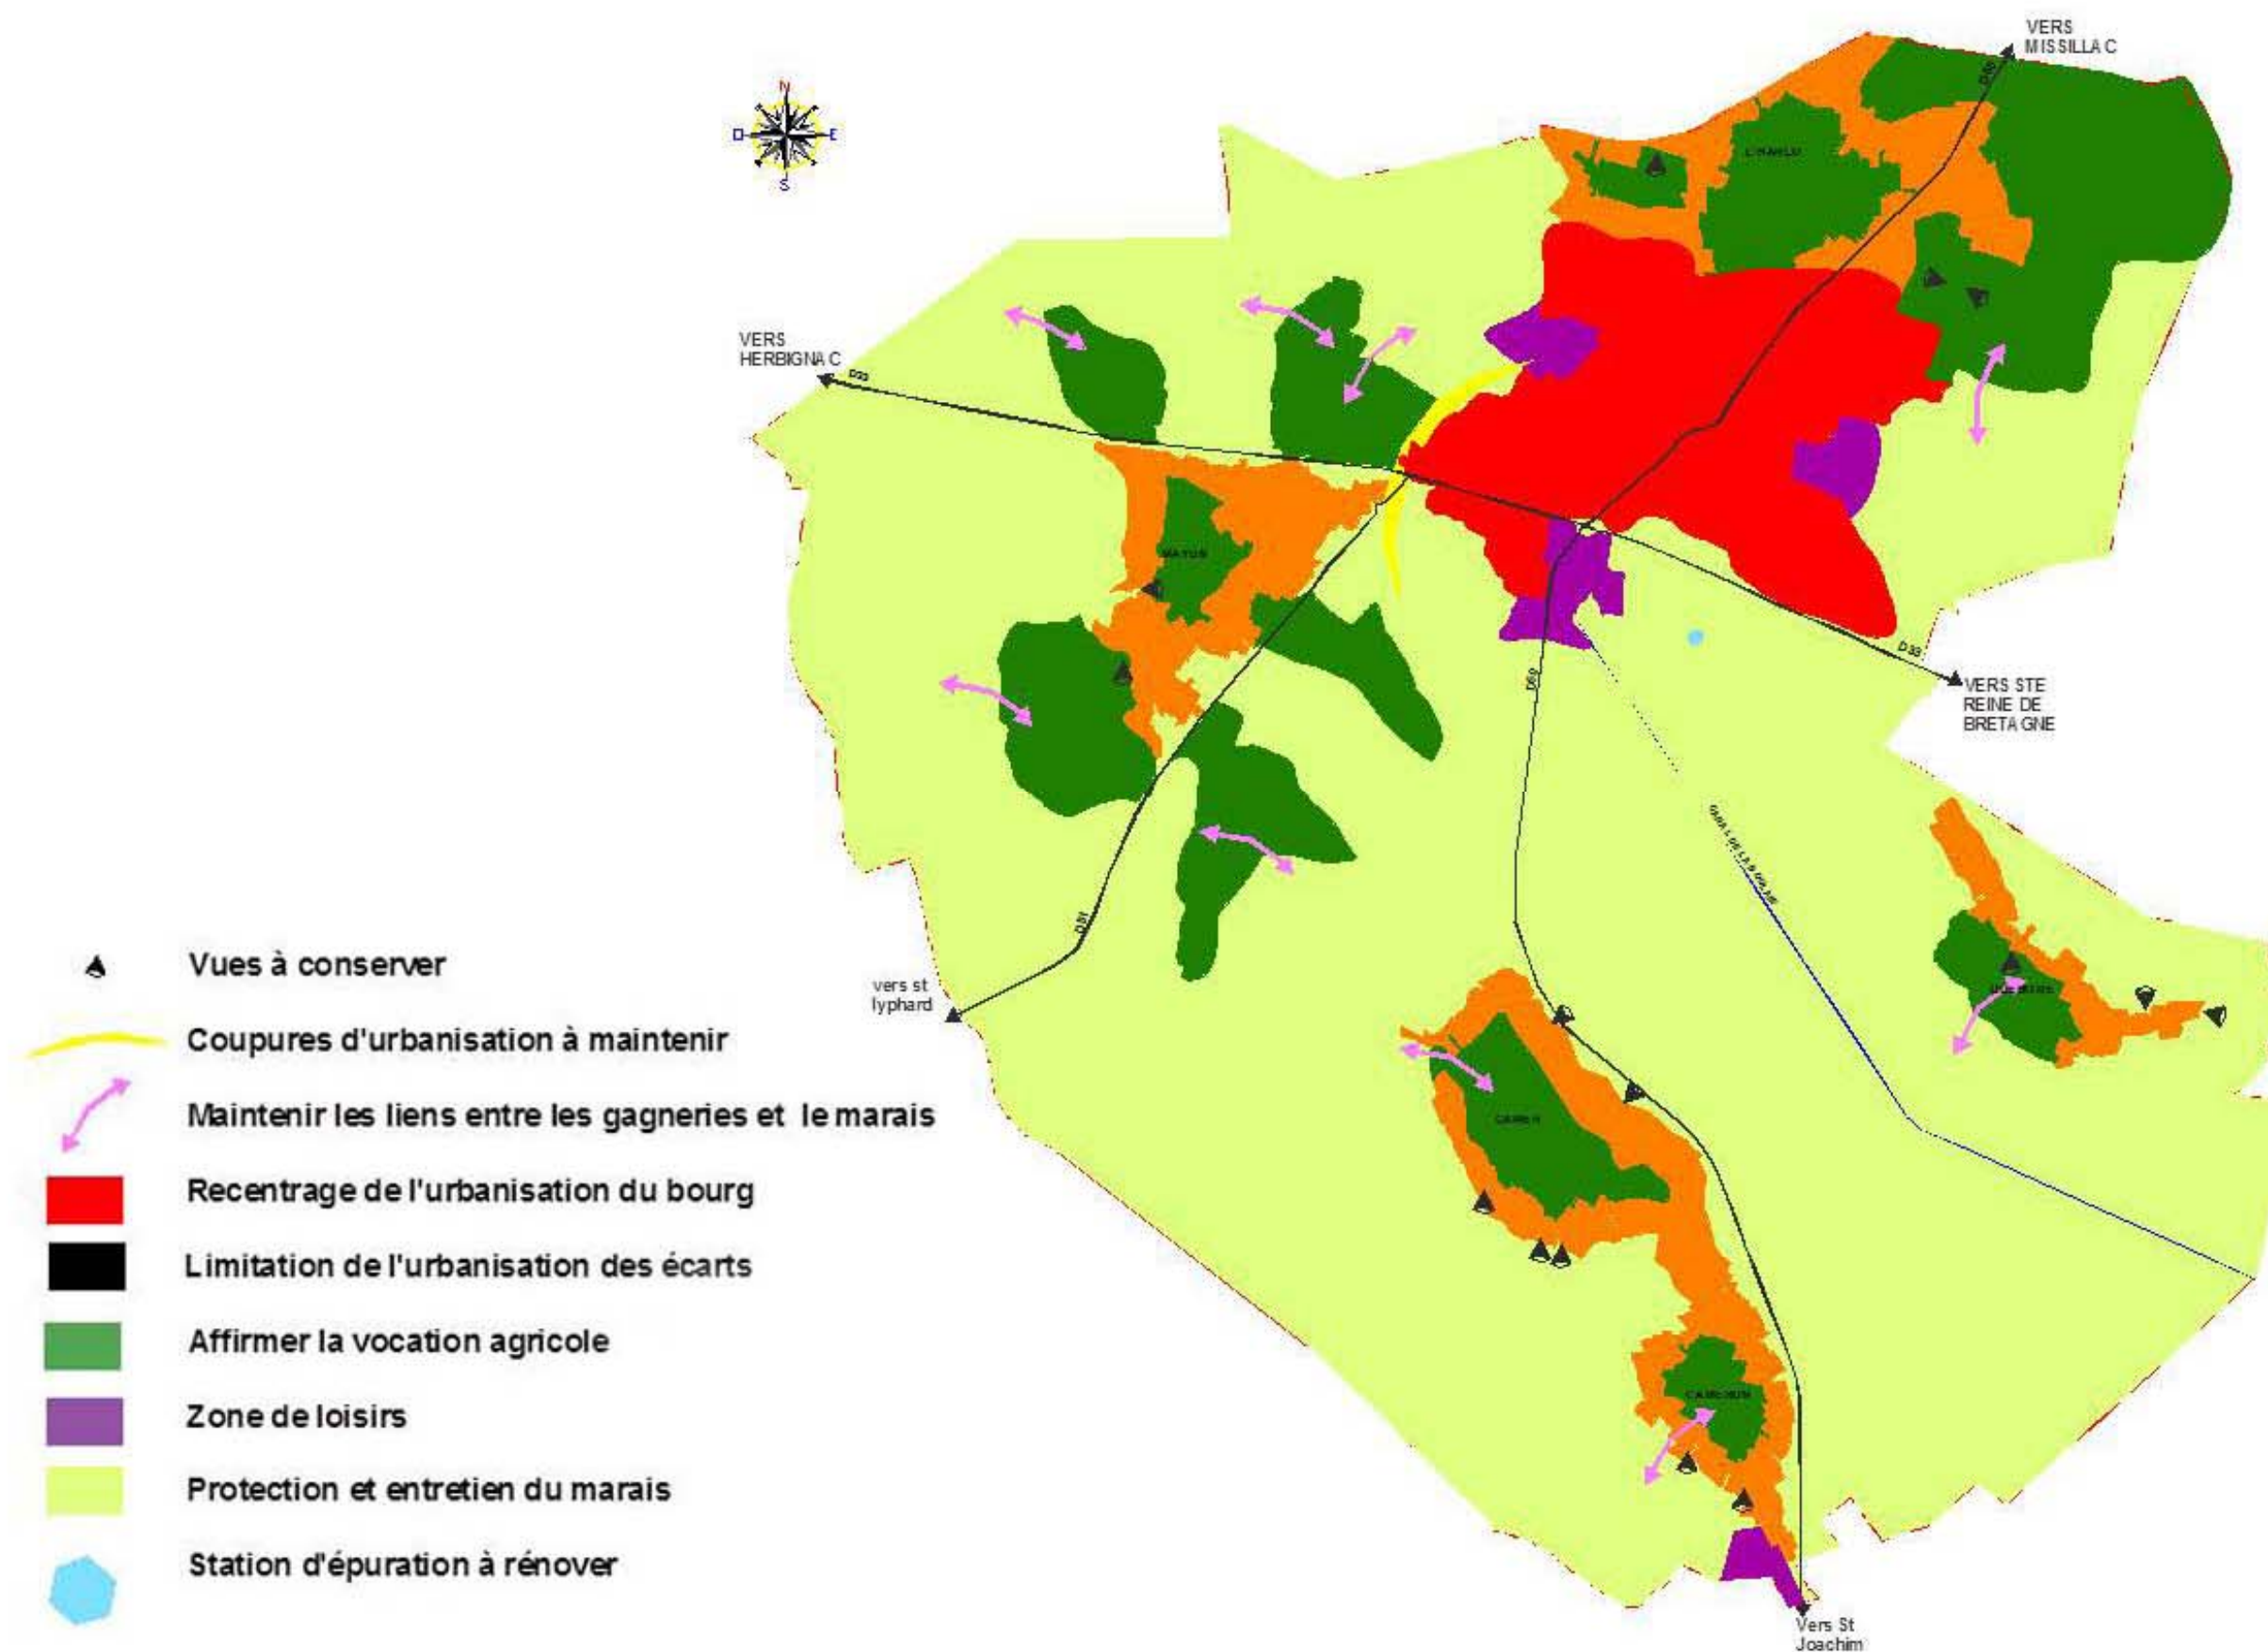 VERS
MISSILLAC
N
O
E
S
VERS
HERBIGNAC
D33
D33
VERS STE
REINE DE
BRETAGNE
vers st
lyphard
CAMERUN
Vers St
Joachim
Vues à conserver
Coupures d'urbanisation à maintenir
Maintenir les liens entre les gagneries et le marais
Recentrage de l'urbanisation du bourg
Limitation de l'urbanisation des écarts
Affirmer la vocation agricole
Zone de loisirs
Protection et entretien du marais
Station d'épuration à rénover